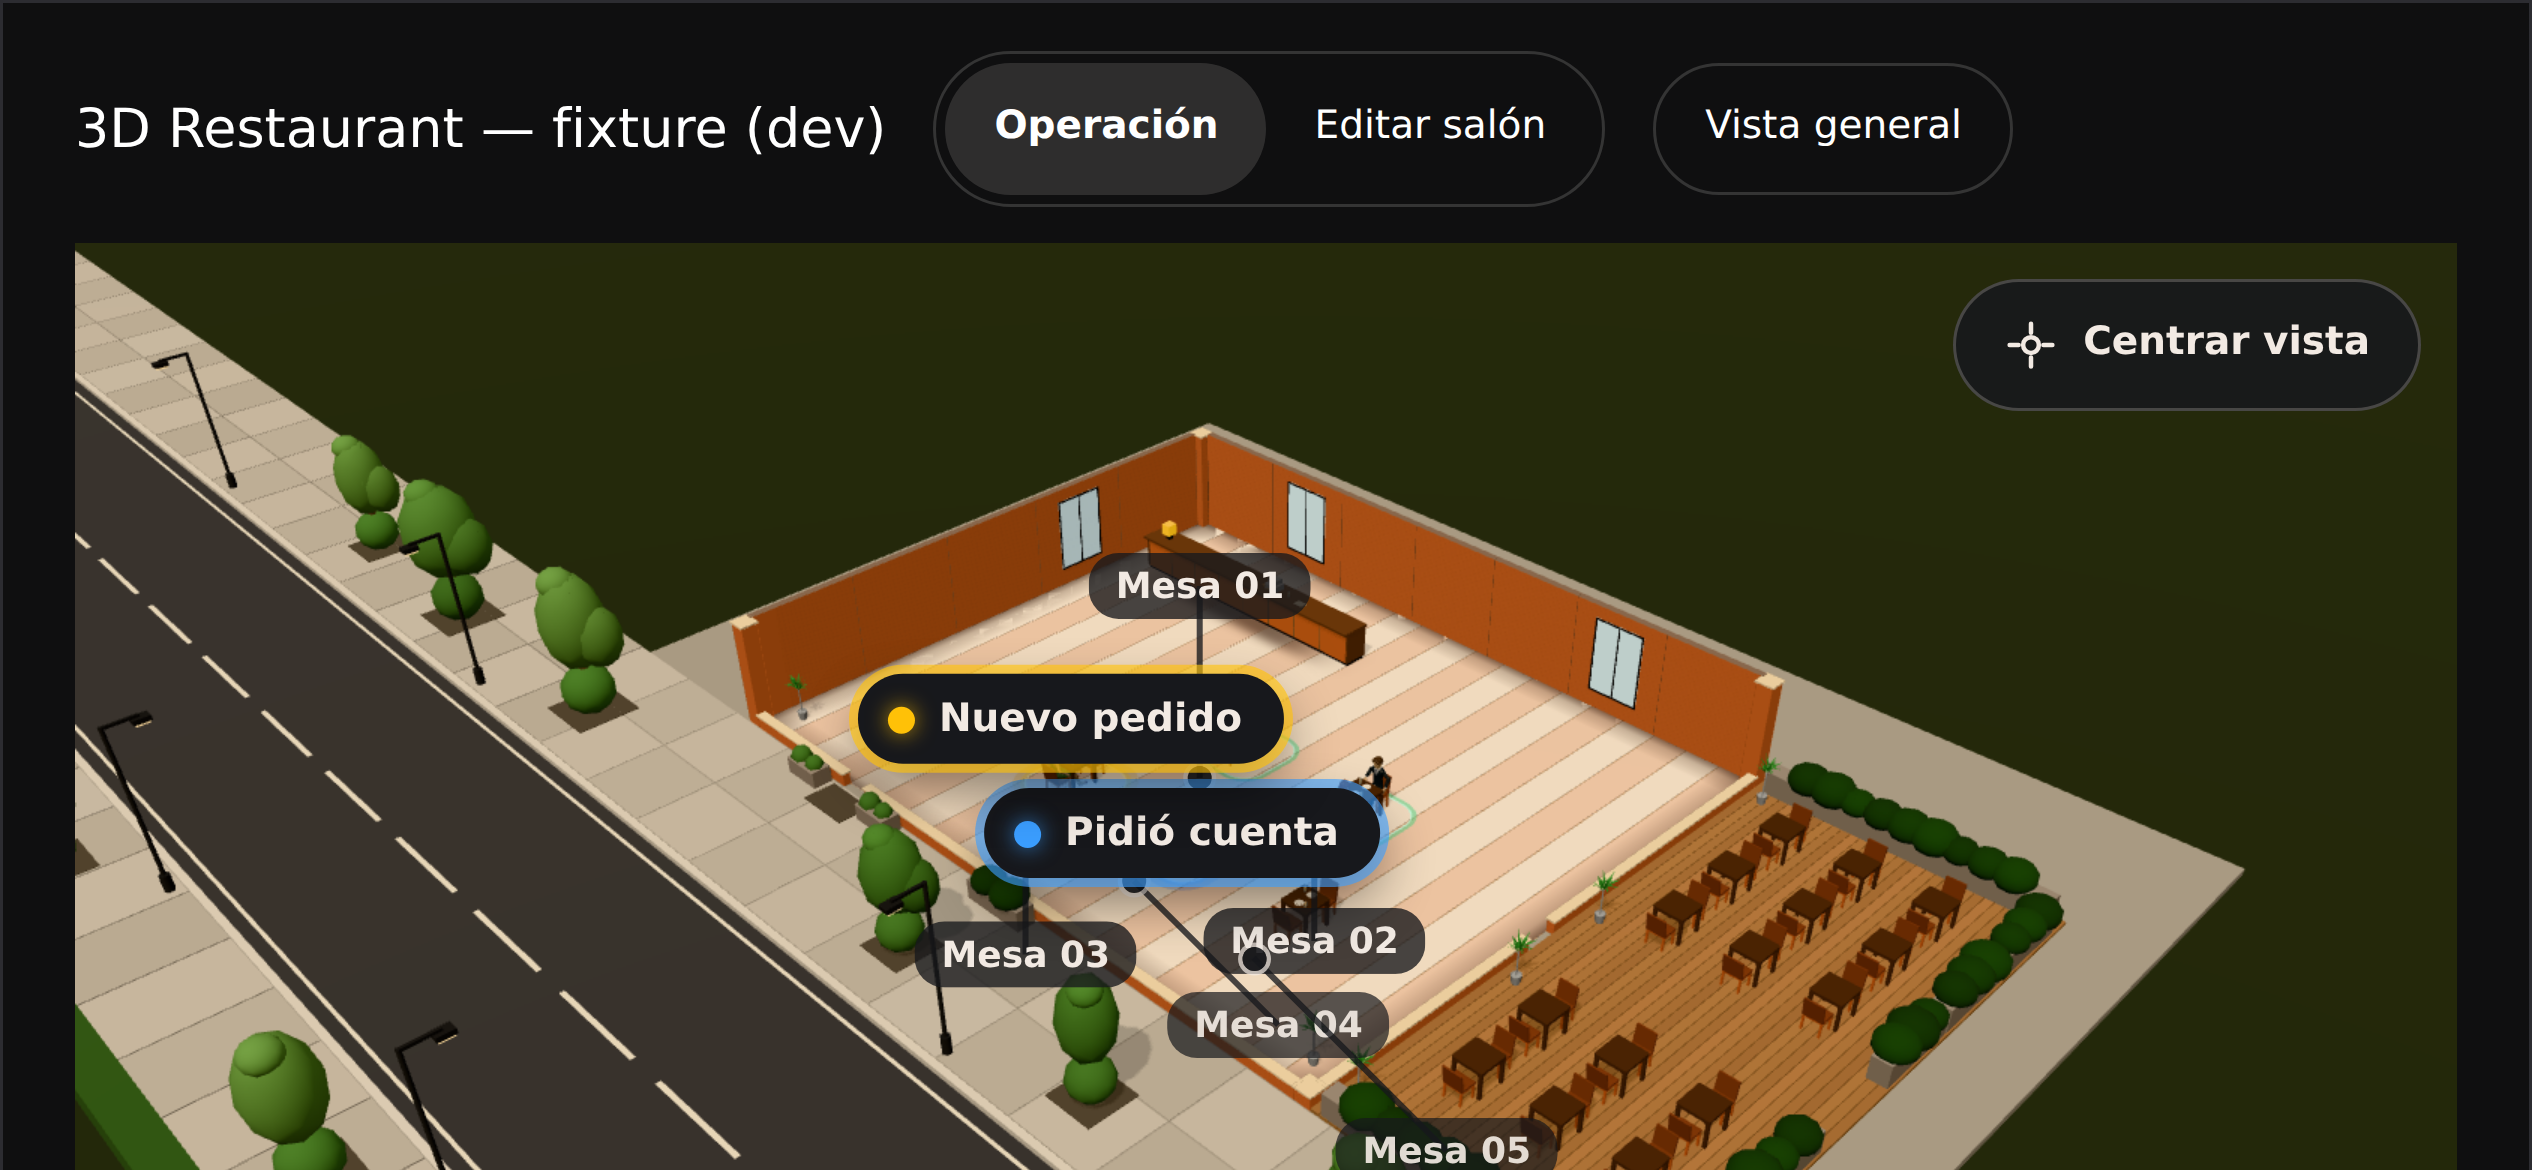 3D Restaurant — fixture (dev)
Operación
Editar salón
Vista general
Centrar vista
Mesa 01
Nuevo pedido
Pidió cuenta
Mesa 02
Mesa 03
Mesa 04
Mesa 05